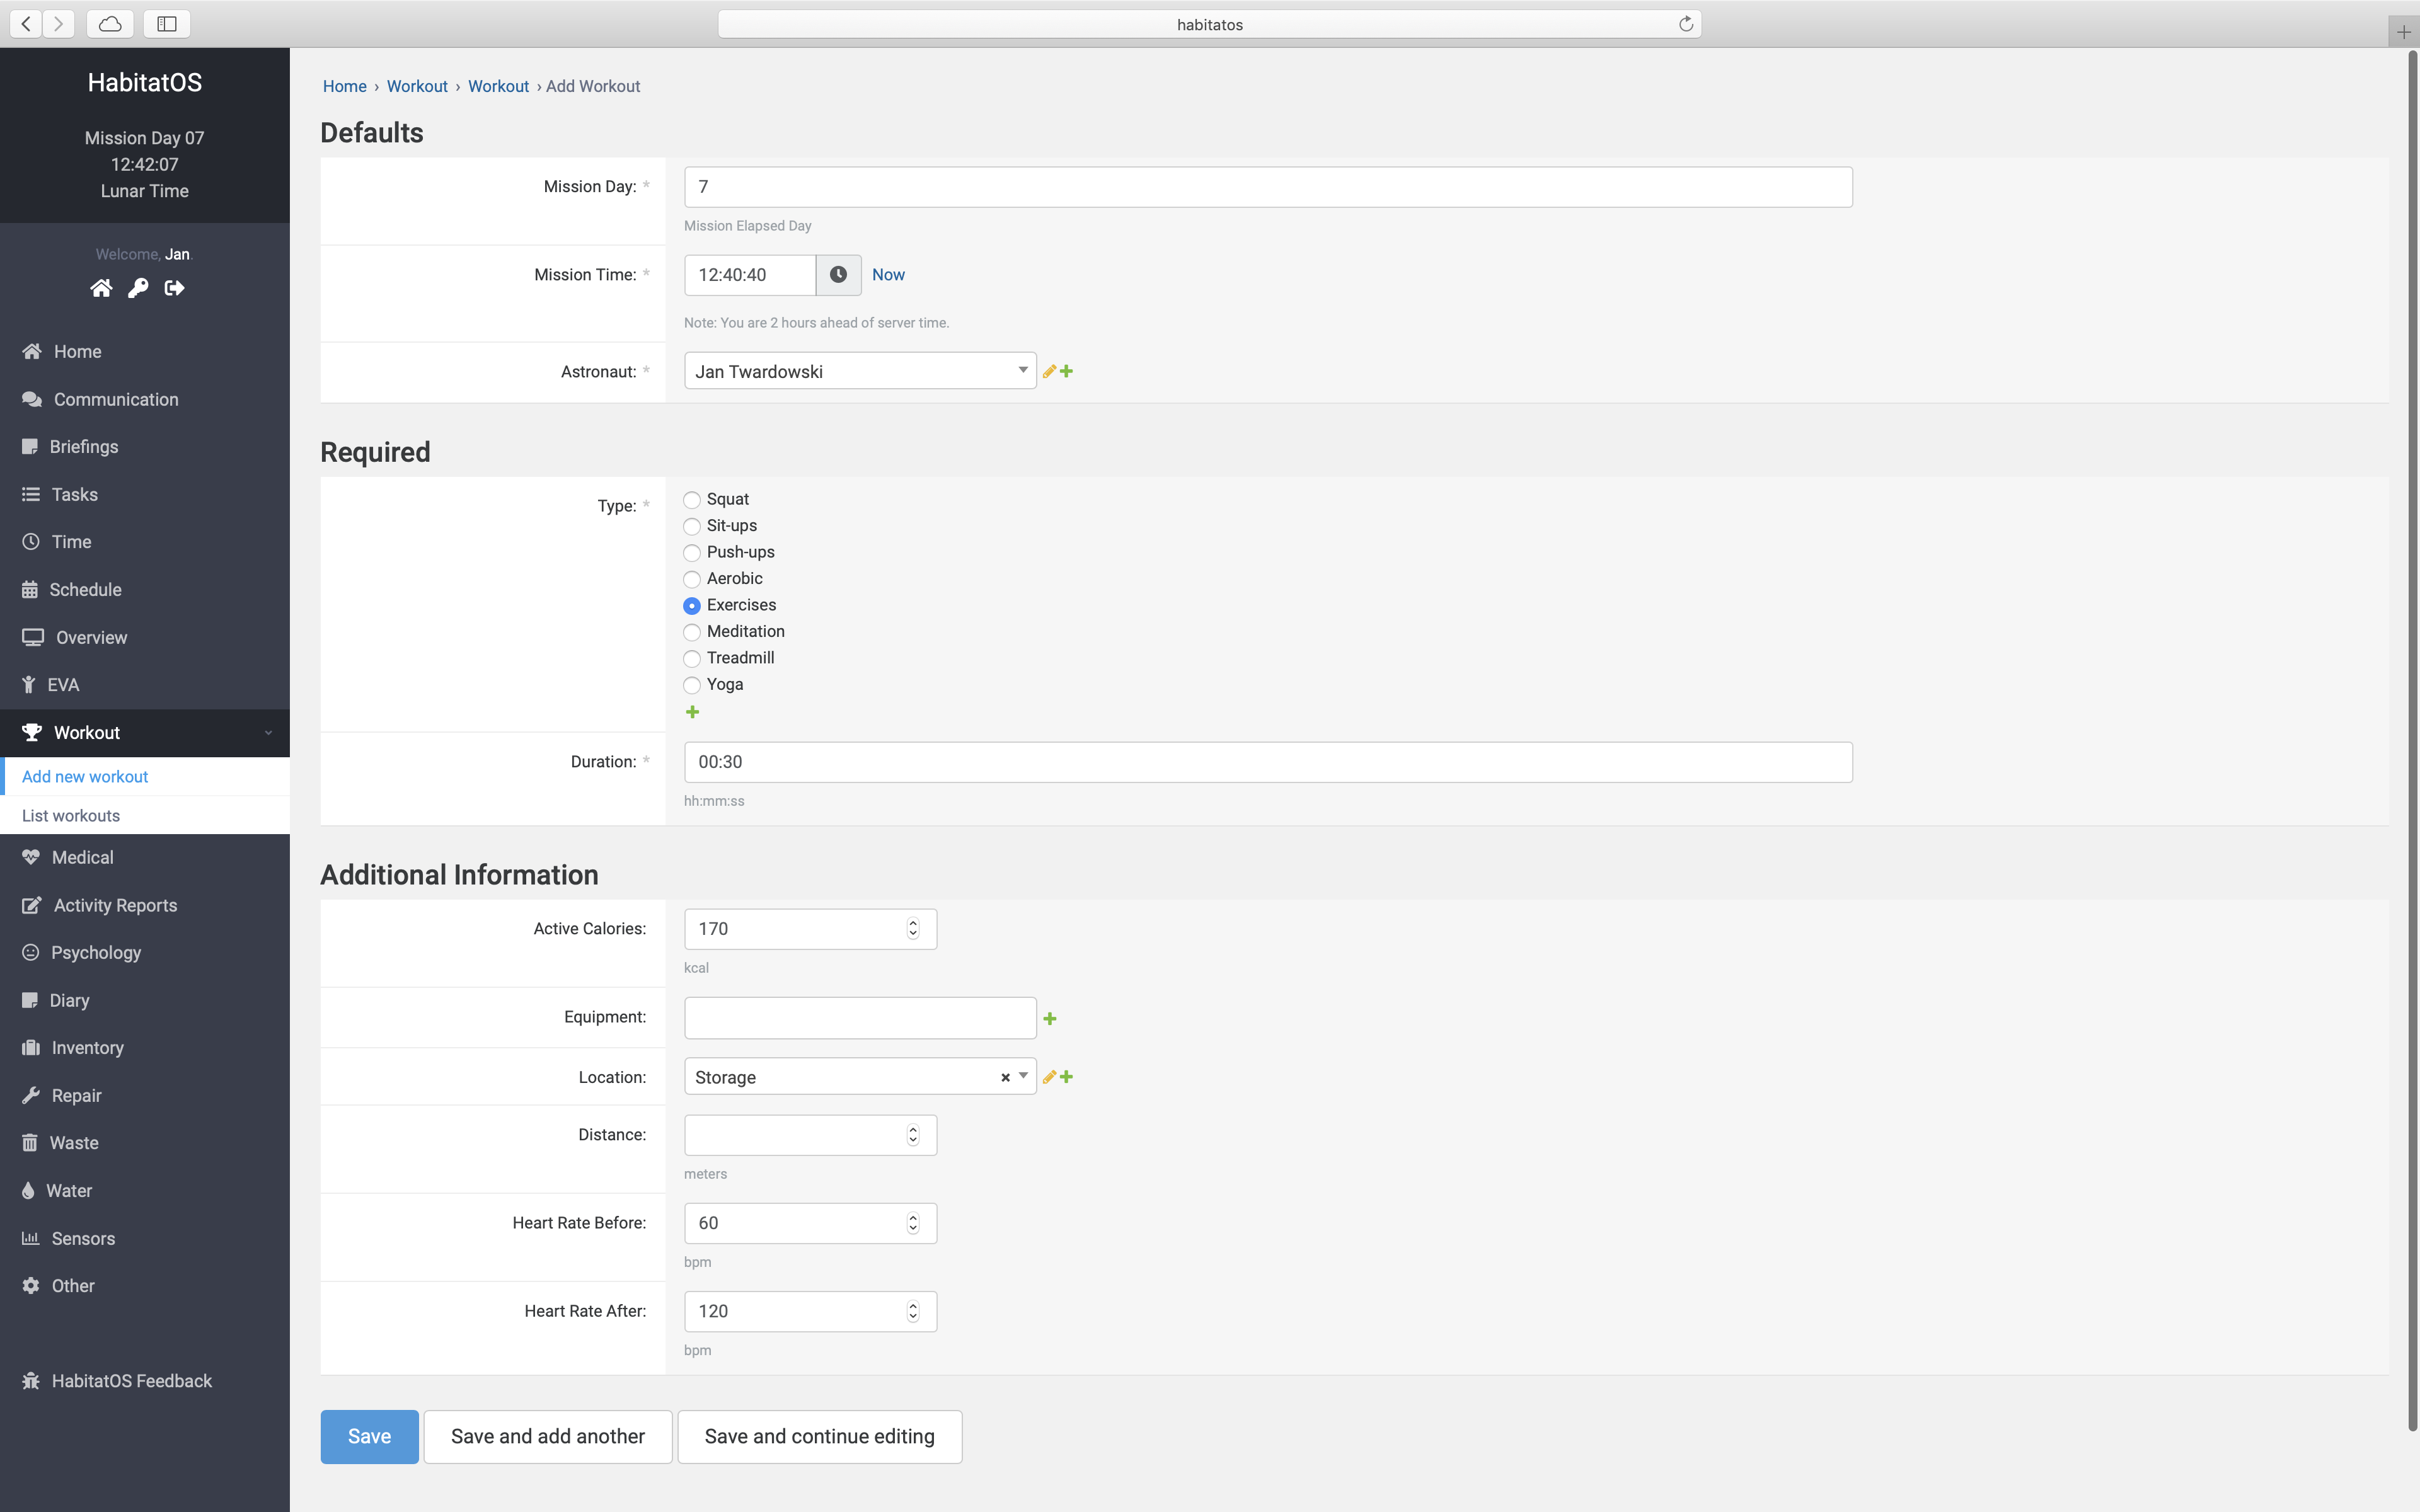 habitatos
HabitatOS
Mission Day 07
12:42:07
Lunar Time
Welcome, Jan.
Home
Communication
Briefings
Tasks
Time
Schedule
Overview
EVA
Workout
Add new workout
List workouts
Medical
Activity Reports
Psychology
Diary
Inventory
Repair
Waste
Water
Sensors
Other
HabitatOS Feedback
Home › Workout › Workout › Add Workout
Defaults
Mission Day: * 7
Mission Elapsed Day
Mission Time: * 12:40:40 Now
Note: You are 2 hours ahead of server time.
Astronaut: * Jan Twardowski
Required
Type: *
Squat
Sit-ups
Push-ups
Aerobic
Exercises
Meditation
Treadmill
Yoga
Duration: * 00:30
hh:mm:ss
Additional Information
Active Calories: 170
kcal
Equipment:
Location: Storage
Distance:
meters
Heart Rate Before: 60
bpm
Heart Rate After: 120
bpm
Save
Save and add another
Save and continue editing